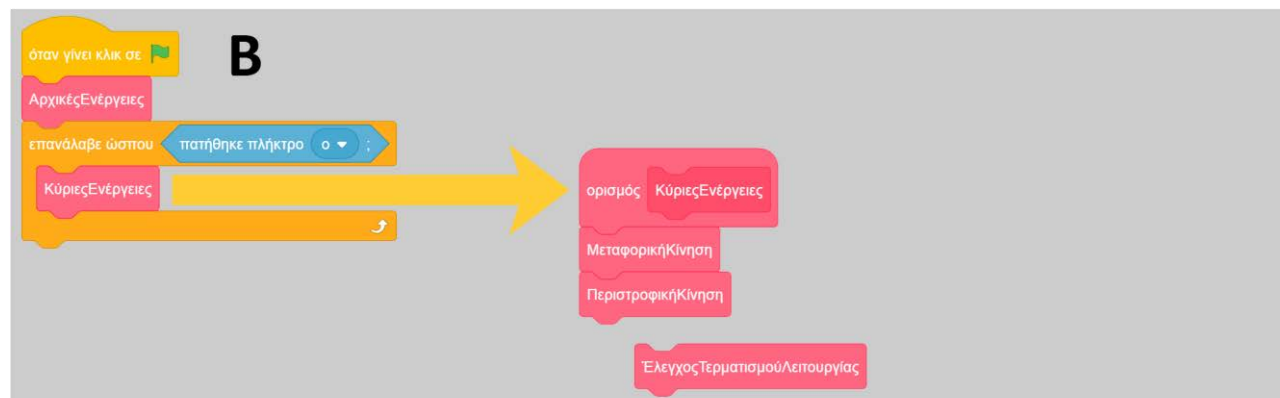 όταν γίνει κλικ σε
B
ΑρχικέςΕνέργειες
επανάλαβε ώσπου πατήθηκε πλήκτρο ο ;
ΚύριεςΕνέργειες
ορισμός ΚύριεςΕνέργειες
ΜεταφορικήΚίνηση
ΠεριστροφικήΚίνηση
ΈλεγχοςΤερματισμούΛειτουργίας